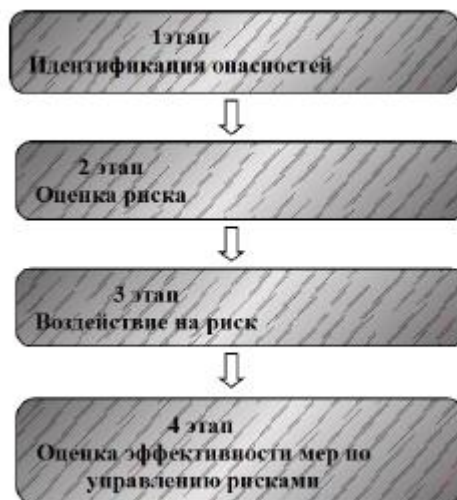 1этап
Идентификация опасностей
2 этап
Оценка риска
3 этап
Воздействие на риск
4 этап
Оценка эффективности мер по
управлению рисками